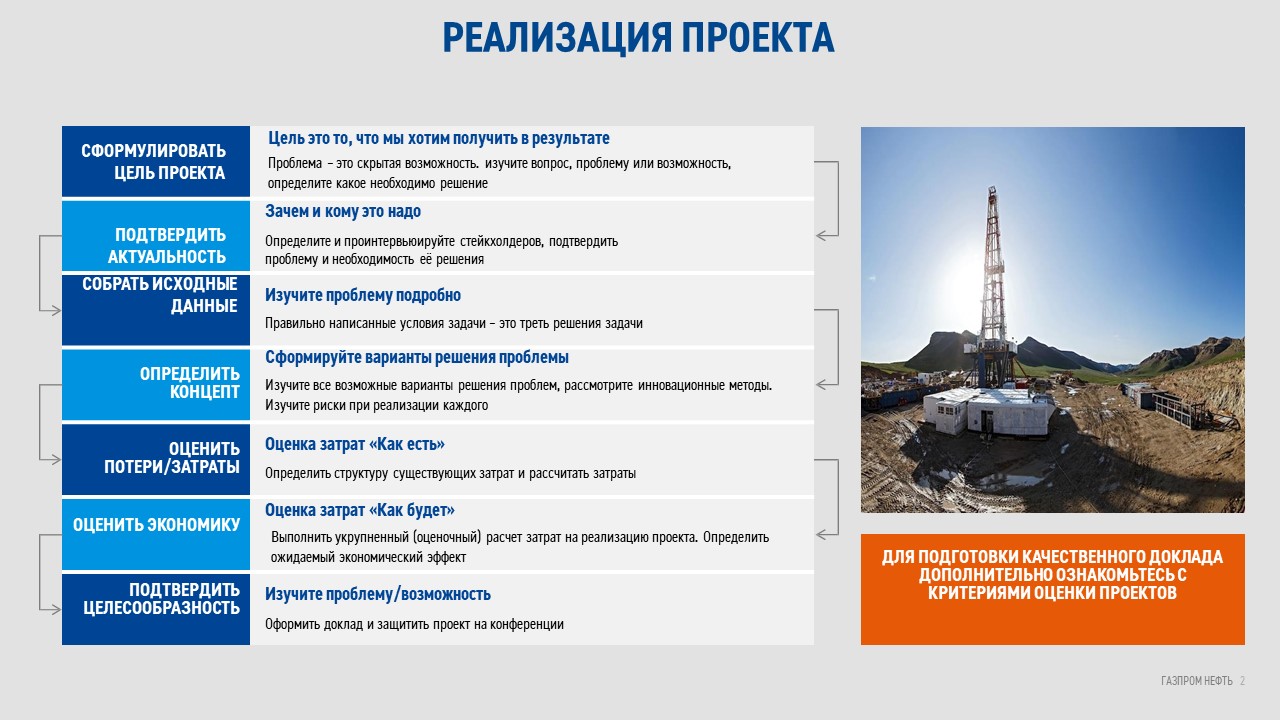 РЕАЛИЗАЦИЯ ПРОЕКТА
СФОРМУЛИРОВАТЬ
ЦЕЛЬ ПРОЕКТА
Цель это то, что мы хотим получить в результате
Проблема – это скрытая возможность. изучите вопрос, проблему или возможность,
определите какое необходимо решение
ПОДТВЕРДИТЬ
АКТУАЛЬНОСТЬ
Зачем и кому это надо
Определите и проинтервьюируйте стейкхолдеров, подтвердить
проблему и необходимость её решения
СОБРАТЬ ИСХОДНЫЕ
ДАННЫЕ
Изучите проблему подробно
Правильно написанные условия задачи – это треть решения задачи
ОПРЕДЕЛИТЬ
КОНЦЕПТ
Сформируйте варианты решения проблемы
Изучите все возможные варианты решения проблем, рассмотрите инновационные методы.
Изучите риски при реализации каждого
ОЦЕНИТЬ
ПОТЕРИ/ЗАТРАТЫ
Оценка затрат «Как есть»
Определить структуру существующих затрат и рассчитать затраты
ОЦЕНИТЬ ЭКОНОМИКУ
Оценка затрат «Как будет»
Выполнить укрупненный (оценочный) расчет затрат на реализацию проекта. Определить
ожидаемый экономический эффект
ПОДТВЕРДИТЬ
ЦЕЛЕСООБРАЗНОСТЬ
Изучите проблему/возможность
Оформить доклад и защитить проект на конференции
ДЛЯ ПОДГОТОВКИ КАЧЕСТВЕННОГО ДОКЛАДА
ДОПОЛНИТЕЛЬНО ОЗНАКОМЬТЕСЬ С
КРИТЕРИЯМИ ОЦЕНКИ ПРОЕКТОВ
ГАЗПРОМ НЕФТЬ 2